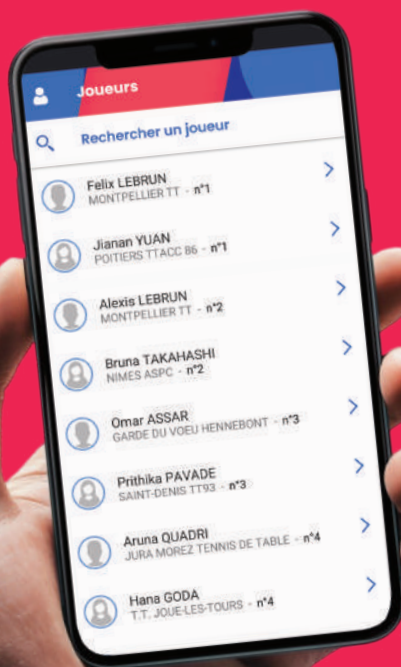 Joueurs
Rechercher un joueur
Felix LEBRUN
MONTPELLIER TT - n°1
Jianan YUAN
POITIERS TTACC 86 - n°1
Alexis LEBRUN
MONTPELLIER TT - n°2
Bruna TAKAHASHI
NIMES ASPC - n°2
Omar ASSAR
GARDE DU VOEU HENNEBONT - n°3
Prithika PAVADE
SAINT-DENIS TT93 - n°3
Aruna QUADRI
JURA MOREZ TENNIS DE TABLE - n°4
Hana GODA
T.T. JOUE-LES-TOURS - n°4